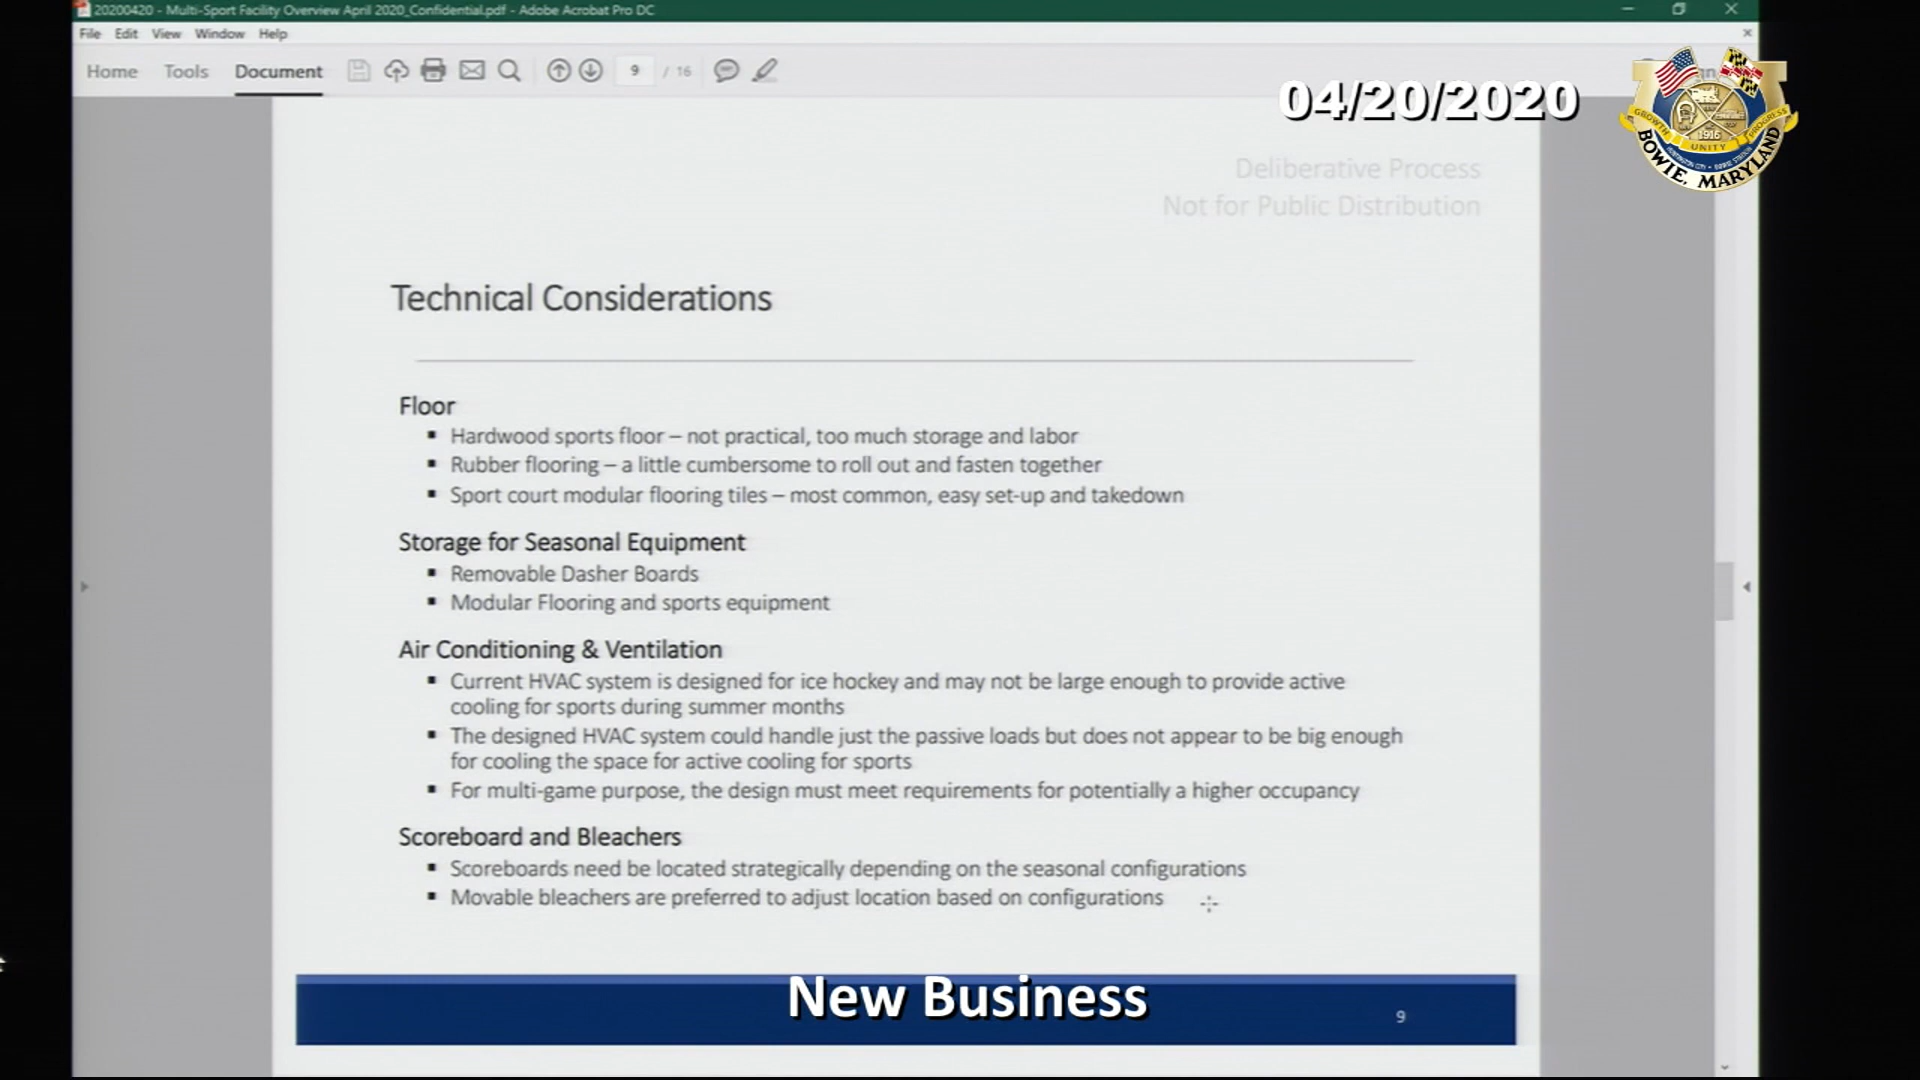 20200420 - Multi-Sport Facility Overview April 2020_Confidential.pdf - Adobe Acrobat Pro DC
File Edit View Window Help
Home Tools Document 9 / 16
04/20/2020
GROWTH UNITY PROGRESS
1916
BOWIE, MARYLAND
Deliberative Process
Not for Public Distribution
Technical Considerations
Floor
▪ Hardwood sports floor – not practical, too much storage and labor
▪ Rubber flooring – a little cumbersome to roll out and fasten together
▪ Sport court modular flooring tiles – most common, easy set-up and takedown
Storage for Seasonal Equipment
▪ Removable Dasher Boards
▪ Modular Flooring and sports equipment
Air Conditioning & Ventilation
▪ Current HVAC system is designed for ice hockey and may not be large enough to provide active
cooling for sports during summer months
▪ The designed HVAC system could handle just the passive loads but does not appear to be big enough
for cooling the space for active cooling for sports
▪ For multi-game purpose, the design must meet requirements for potentially a higher occupancy
Scoreboard and Bleachers
▪ Scoreboards need be located strategically depending on the seasonal configurations
▪ Movable bleachers are preferred to adjust location based on configurations
New Business
9